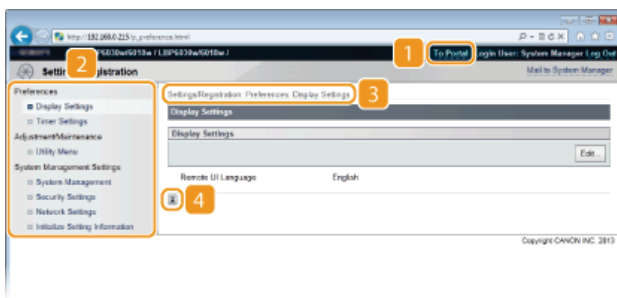 http://192.168.0.215/p_preference.html
LBP6030w/6018w / LBP6030w/6018w /
1
To Portal
Login User: System Manager Log Out
2
Mail to System Manager
Preferences
Display Settings
Timer Settings
Adjustment/Maintenance
Utility Menu
System Management Settings
System Management
Security Settings
Network Settings
Initialize Setting Information
Settings/Registration: Preferences: Display Settings
3
Display Settings
Display Settings
Edit...
Remote UI Language
English
4
Copyright CANON INC. 2013